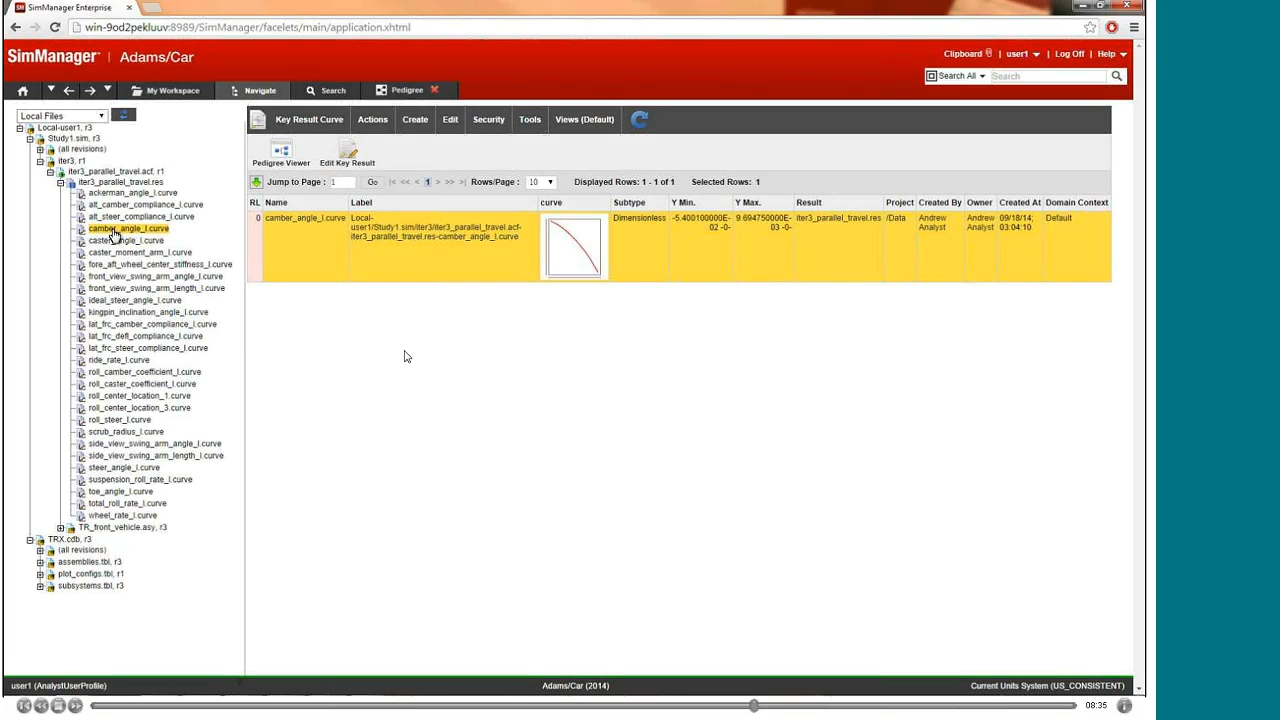 SimManager Enterprise
win-9od2pekluuv:8989/SimManager/facelets/main/application.xhtml
SimManager | Adams/Car
Clipboard | user1 | Log Off | Help
Search All Search
My Workspace Navigate Search Pedigree
Local Files
Key Result Curve Actions Create Edit Security Tools Views (Default)
Pedigree Viewer Edit Key Result
Jump to Page : 1 Go |< << < 1 > >> >| Rows/Page : 10 Displayed Rows: 1 - 1 of 1 Selected Rows: 1
RL Name Label curve Subtype Y Min. Y Max. Result Project Created By Owner Created At Domain Context
0 camber_angle_l.curve Local- Dimensionless -5.400100000E- 9.694750000E- iter3_parallel_travel.res /Data Andrew Andrew 09/18/14; Default
user1/Study1.sim/iter3/iter3_parallel_travel.acf- 02 -0- 03 -0- Analyst Analyst 03:04:10
iter3_parallel_travel.res-camber_angle_l.curve
Local-user1, r3
Study1.sim, r3
(all revisions)
iter3, r1
iter3_parallel_travel.acf, r1
iter3_parallel_travel.res
ackerman_angle_l.curve
alt_camber_compliance_l.curve
alt_steer_compliance_l.curve
camber_angle_l.curve
caster_angle_l.curve
caster_moment_arm_l.curve
fore_aft_wheel_center_stiffness_l.curve
front_view_swing_arm_angle_l.curve
front_view_swing_arm_length_l.curve
ideal_steer_angle_l.curve
kingpin_inclination_angle_l.curve
lat_frc_camber_compliance_l.curve
lat_frc_defl_compliance_l.curve
lat_frc_steer_compliance_l.curve
ride_rate_l.curve
roll_camber_coefficient_l.curve
roll_caster_coefficient_l.curve
roll_center_location_1.curve
roll_center_location_3.curve
roll_steer_l.curve
scrub_radius_l.curve
side_view_swing_arm_angle_l.curve
side_view_swing_arm_length_l.curve
steer_angle_l.curve
suspension_roll_rate_l.curve
toe_angle_l.curve
total_roll_rate_l.curve
wheel_rate_l.curve
TR_front_vehicle.asy, r3
TRX.cdb, r3
(all revisions)
assemblies.tbl, r3
plot_configs.tbl, r1
subsystems.tbl, r3
user1 (AnalystUserProfile) Adams/Car (2014) Current Units System (US_CONSISTENT)
08:35